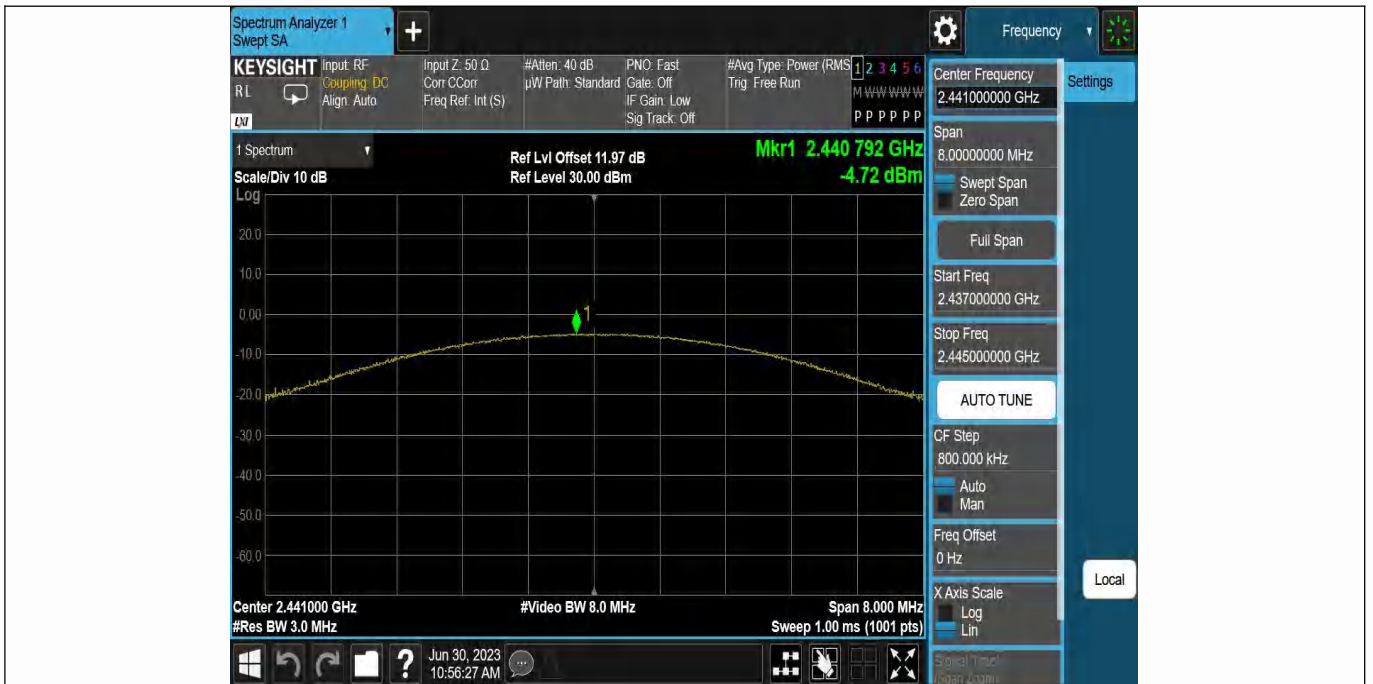 Spectrum Analyzer 1
Swept SA
+
Frequency
KEYSIGHT
RL
LXI
Input: RF
Coupling: DC
Align: Auto
Input Z: 50 Ω
Corr CCorr
Freq Ref: Int (S)
#Atten: 40 dB
µW Path: Standard
PNO: Fast
Gate: Off
IF Gain: Low
Sig Track: Off
#Avg Type: Power (RMS
Trig: Free Run
1 2 3 4 5 6
M W W W W W
P P P P P P
1 Spectrum
Scale/Div 10 dB
Log
Ref Lvl Offset 11.97 dB
Ref Level 30.00 dBm
Mkr1 2.440 792 GHz
-4.72 dBm
20.0
10.0
0.00
-10.0
-20.0
-30.0
-40.0
-50.0
-60.0
1
Center 2.441000 GHz
#Res BW 3.0 MHz
#Video BW 8.0 MHz
Span 8.000 MHz
Sweep 1.00 ms (1001 pts)
Center Frequency
2.441000000 GHz
Settings
Span
8.00000000 MHz
Swept Span
Zero Span
Full Span
Start Freq
2.437000000 GHz
Stop Freq
2.445000000 GHz
AUTO TUNE
CF Step
800.000 kHz
Auto
Man
Freq Offset
0 Hz
X Axis Scale
Log
Lin
Signal Track
(Span Zoom)
Local
?
Jun 30, 2023
10:56:27 AM